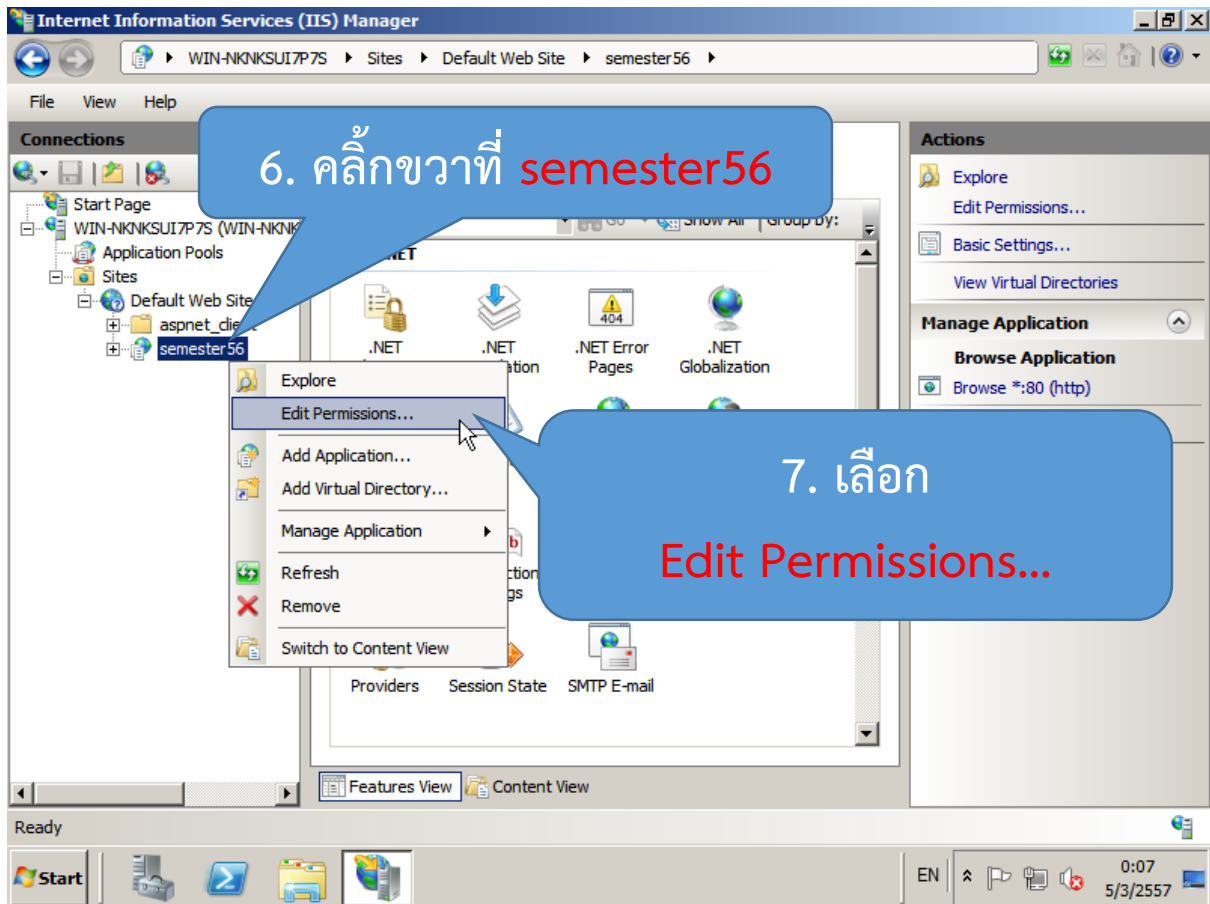 Internet Information Services (IIS) Manager
WIN-NKNKSUI7P7S Sites Default Web Site semester56
File View Help
Connections
6. คลิ้กขวาที่ semester56
Start Page
WIN-NKNKSUI7P7S (WIN-NKNK
Application Pools
Sites
Default Web Site
aspnet_client
semester56
Go Show All Group by:
.NET
.NET
.NET Error Pages
.NET Globalization
404
Explore
Edit Permissions...
Add Application...
Add Virtual Directory...
Manage Application
Refresh
Remove
Switch to Content View
7. เลือก
Edit Permissions...
Providers Session State SMTP E-mail
Features View Content View
Actions
Explore
Edit Permissions...
Basic Settings...
View Virtual Directories
Manage Application
Browse Application
Browse *:80 (http)
Ready
Start
EN
0:07
5/3/2557